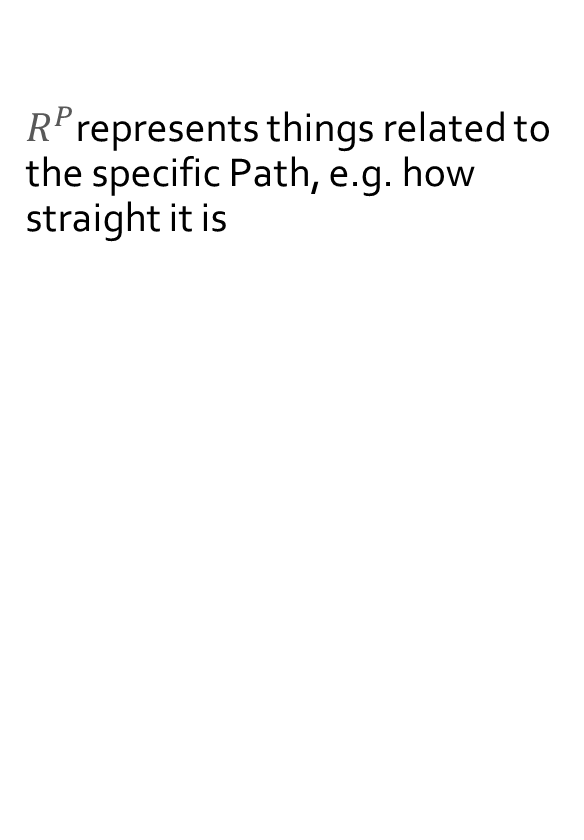 R^P represents things related to
the specific Path, e.g. how
straight it is